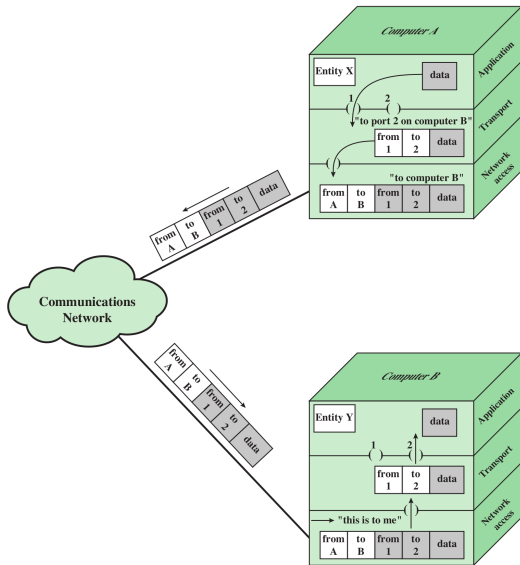 Computer A
Application
Transport
Network access
Entity X
data
1 2
"to port 2 on computer B"
from 1 to 2 data
"to computer B"
from A to B from 1 to 2 data
from A to B from 1 to 2 data
Communications
Network
from A to B from 1 to 2 data
Computer B
Application
Transport
Network access
Entity Y
data
1 2
from 1 to 2 data
"this is to me"
from A to B from 1 to 2 data